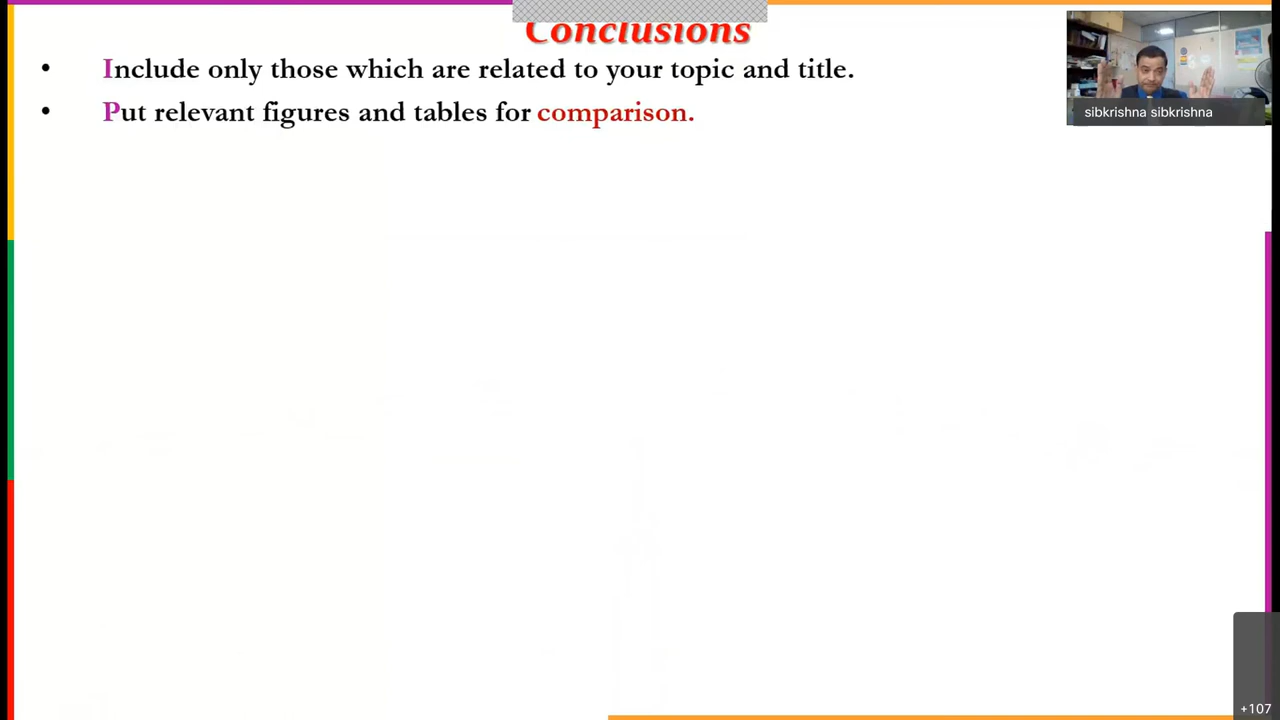 Conclusions
• Include only those which are related to your topic and title.
• Put relevant figures and tables for comparison.
sibkrishna sibkrishna
+107